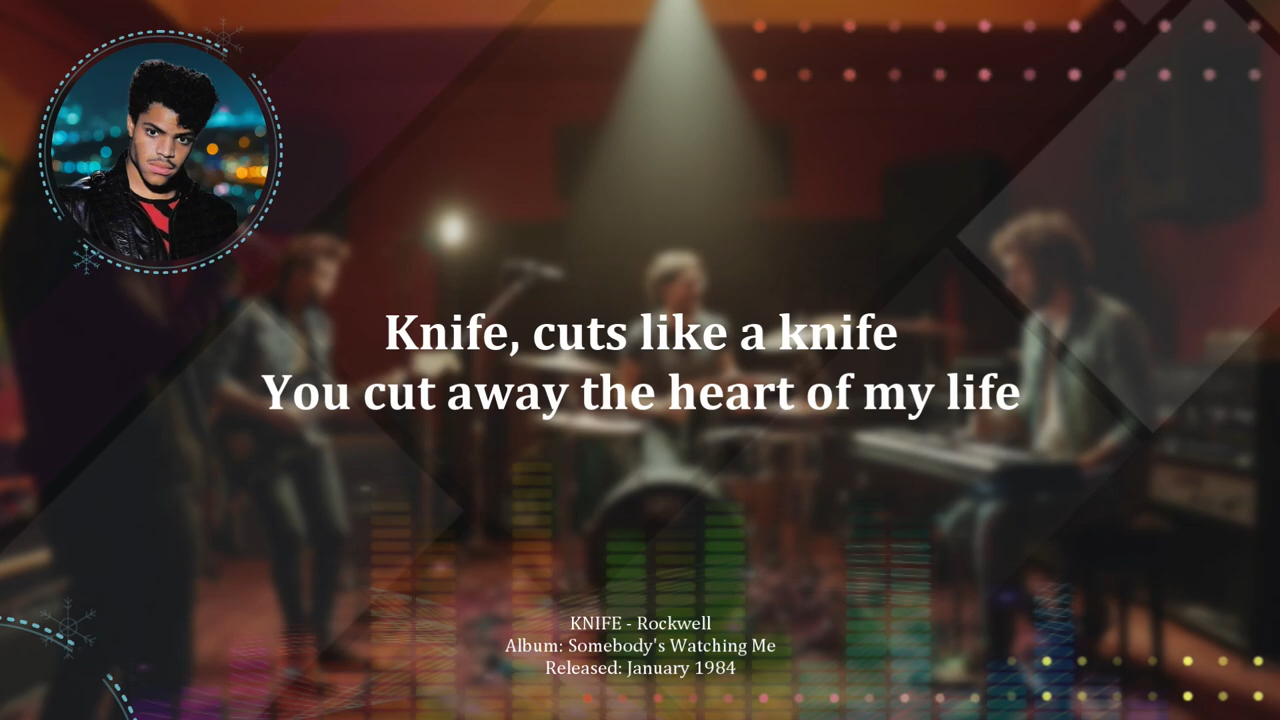 Knife, cuts like a knife
You cut away the heart of my life
KNIFE - Rockwell
Album: Somebody's Watching Me
Released: January 1984